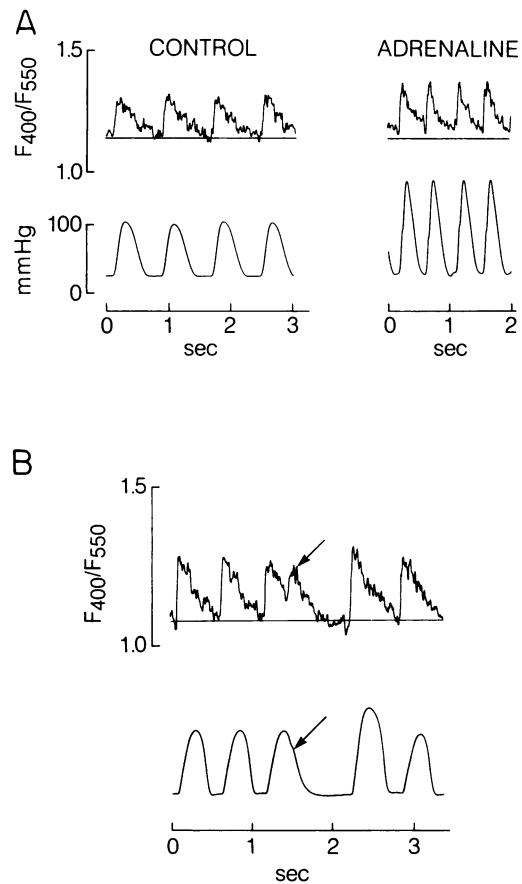 A
CONTROL
ADRENALINE
1.5
F400/F550
1.0
100
mmHg
0
0 1 2 3
sec
0 1 2
sec
B
1.5
F400/F550
1.0
0 1 2 3
sec